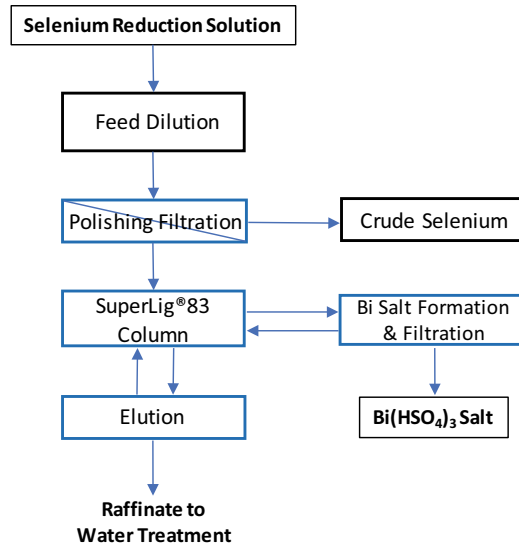 Selenium Reduction Solution
Feed Dilution
Polishing Filtration
Crude Selenium
SuperLig®83
Column
Bi Salt Formation
& Filtration
Elution
Bi(HSO₄)₃ Salt
Raffinate to
Water Treatment